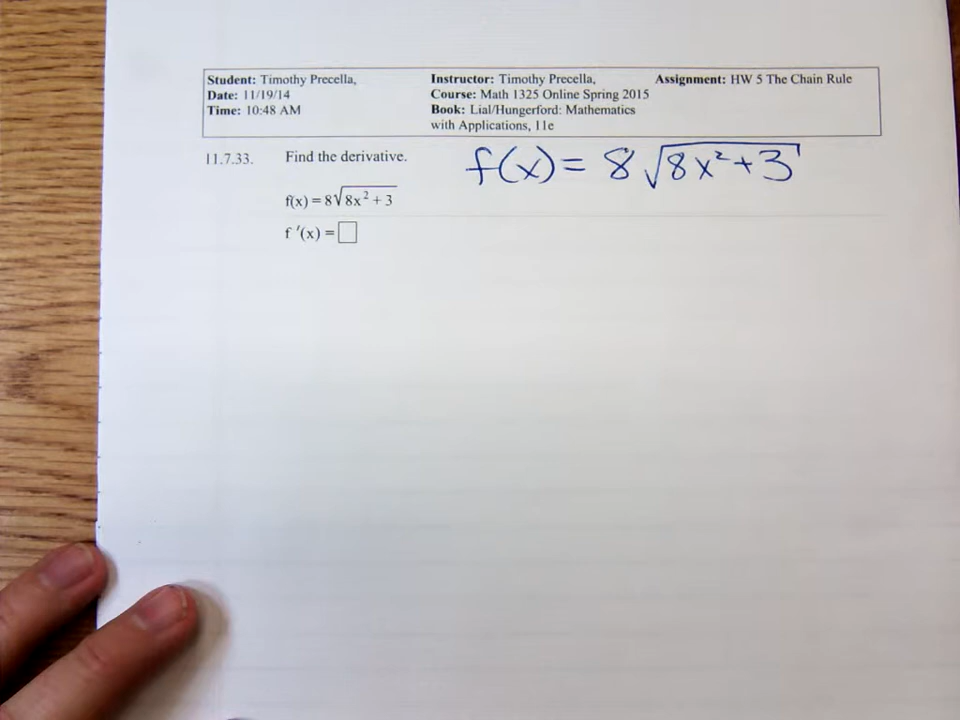 Student: Timothy Precella,
Date: 11/19/14
Time: 10:48 AM
Instructor: Timothy Precella,
Course: Math 1325 Online Spring 2015
Book: Lial/Hungerford: Mathematics
with Applications, 11e
Assignment: HW 5 The Chain Rule
11.7.33. Find the derivative.
f(x) = 8√(8x² + 3)
f(x) = 8√8x² + 3
f ′(x) = □